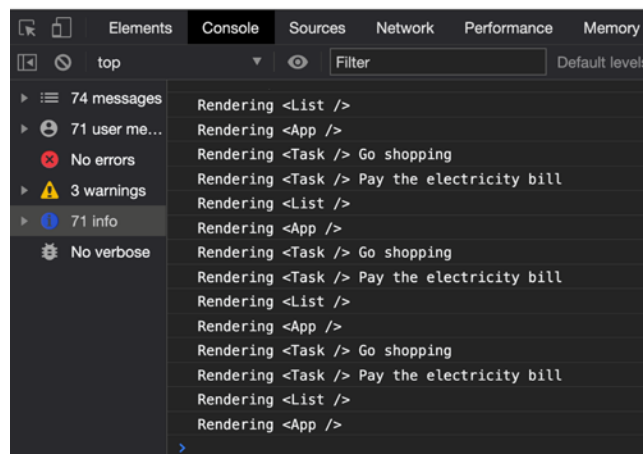 Elements Console Sources Network Performance Memory
top Filter Default levels
74 messages
71 user me...
No errors
3 warnings
71 info
No verbose
Rendering <List />
Rendering <App />
Rendering <Task /> Go shopping
Rendering <Task /> Pay the electricity bill
Rendering <List />
Rendering <App />
Rendering <Task /> Go shopping
Rendering <Task /> Pay the electricity bill
Rendering <List />
Rendering <App />
Rendering <Task /> Go shopping
Rendering <Task /> Pay the electricity bill
Rendering <List />
Rendering <App />
>